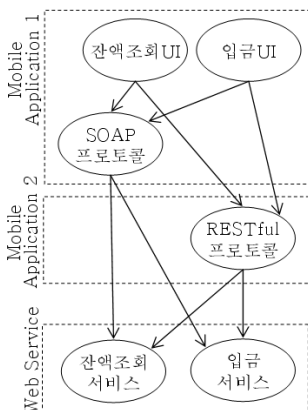 Mobile
Application 1
잔액조회UI
입금UI
SOAP
프로토콜
Mobile
Application 2
RESTful
프로토콜
Web Service
잔액조회
서비스
입금
서비스